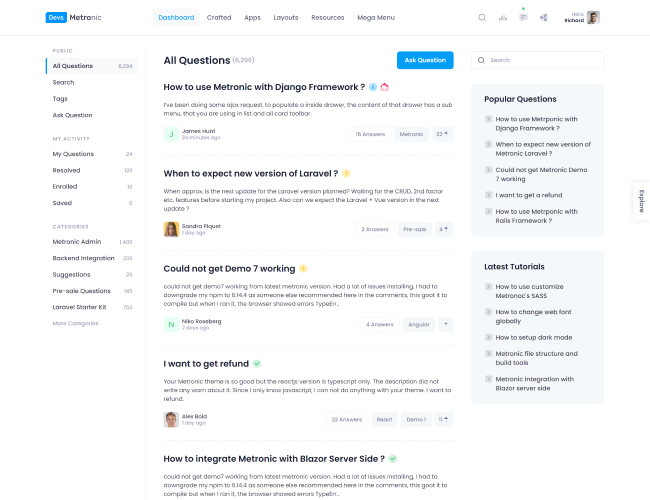 Devs Metronic
Dashboard Crafted Apps Layouts Resources Mega Menu
Hello
Richard
PUBLIC
All Questions 6,234
Search
Tags
Ask Question
MY ACTIVITY
My Questions 24
Resolved 120
Enrolled 10
Saved 6
CATEGORIES
Metronic Admin 1,400
Backend Integration 235
Suggestions 25
Pre-sale Questions 145
Laravel Starter Kit 750
More Categories
All Questions (6,299)
Ask Question
How to use Metronic with Django Framework ?
I've been doing some ajax request, to populate a inside drawer, the content of that drawer has a sub
menu, that you are using in list and all card toolbar.
J
James Hunt
24 minutes ago
16 Answers Metronic 23
When to expect new version of Laravel ?
When approx. is the next update for the Laravel version planned? Waiting for the CRUD, 2nd factor
etc. features before starting my project. Also can we expect the Laravel + Vue version in the next
update ?
Sandra Piquet
1 day ago
2 Answers Pre-sale 4
Could not get Demo 7 working
could not get demo7 working from latest metronic version. Had a lot of issues installing, I had to
downgrade my npm to 6.14.4 as someone else recommended here in the comments, this goot it to
compile but when I ran it, the browser showed errors TypeErr..
N
Niko Roseberg
2 days ago
4 Answers Angular
I want to get refund
Your Metronic theme is so good but the reactjs version is typescript only. The description did not
write any warn about it. Since I only know javascript, I can not do anything with your theme. I want to
refund.
Alex Bold
1 day ago
22 Answers React Demo 1 11
How to integrate Metronic with Blazor Server Side ?
could not get demo7 working from latest metronic version. Had a lot of issues installing, I had to
downgrade my npm to 6.14.4 as someone else recommended here in the comments, this goot it to
compile but when I ran it, the browser showed errors TypeErr..
Search
Popular Questions
How to use Metrponic with
Django Framework ?
When to expect new version of
Metronic Laravel ?
Could not get Metronic Demo
7 working
I want to get a refund
How to use Metrponic with
Rails Framework ?
Latest Tutorials
How to use customize
Metronoc's SASS
How to change web font
globally
How to setup dark mode
Metronic file structure and
build tools
Metronic integration with
Blazor server side
Explore